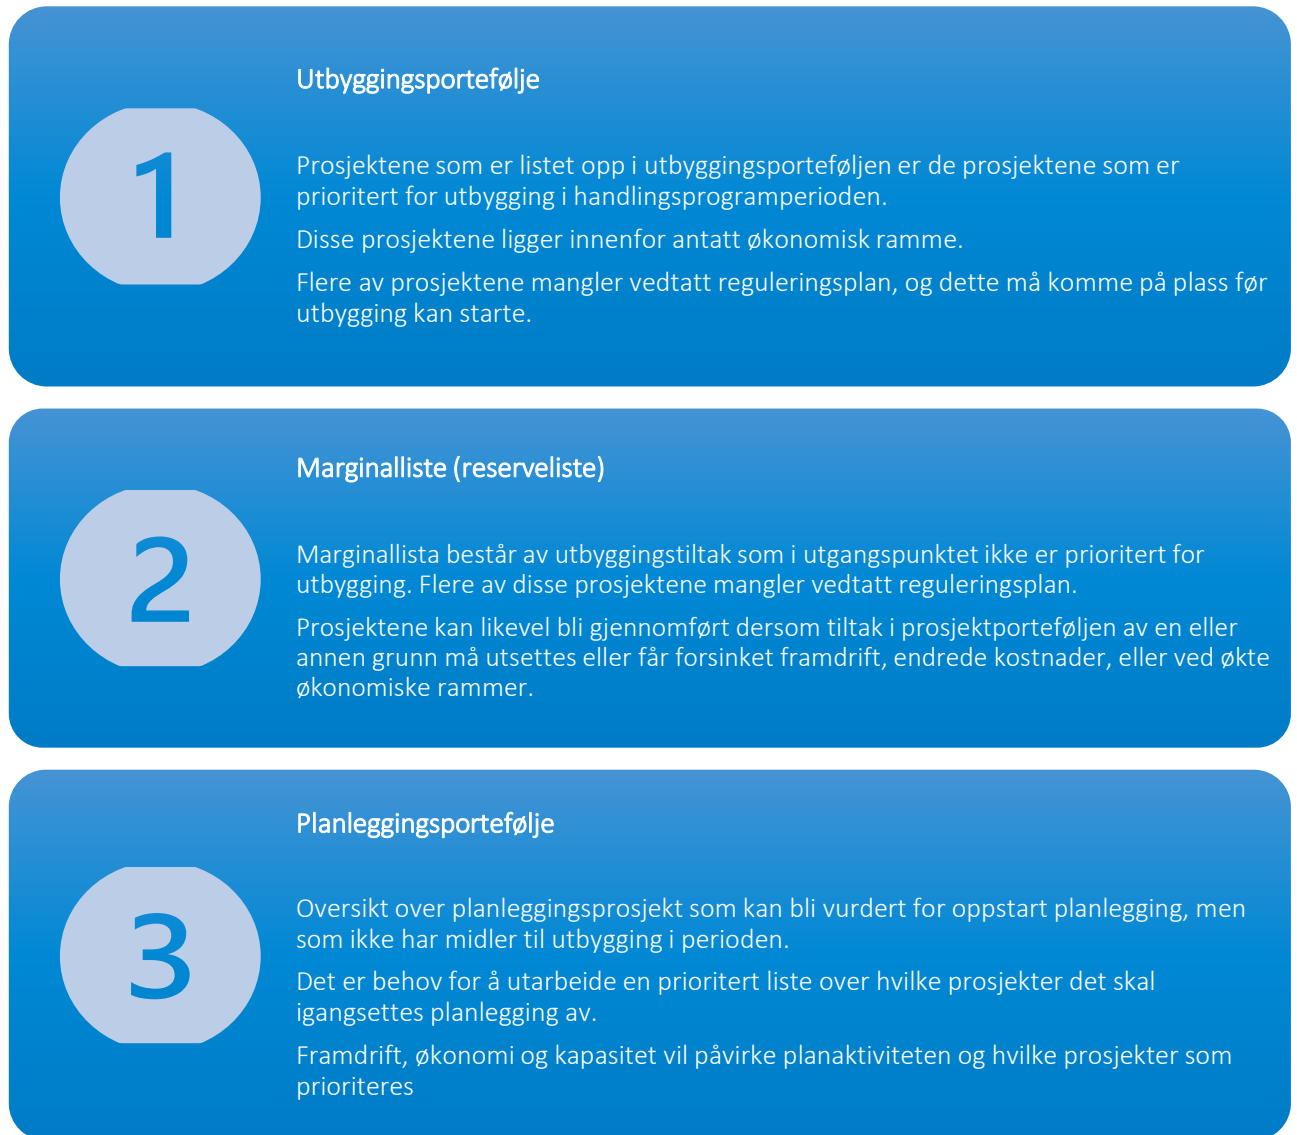 Utbyggingsportefølje
1
Prosjektene som er listet opp i utbyggingsporteføljen er de prosjektene som er
prioritert for utbygging i handlingsprogramperioden.
Disse prosjektene ligger innenfor antatt økonomisk ramme.
Flere av prosjektene mangler vedtatt reguleringsplan, og dette må komme på plass før
utbygging kan starte.
Marginalliste (reserveliste)
2
Marginallista består av utbyggingstiltak som i utgangspunktet ikke er prioritert for
utbygging. Flere av disse prosjektene mangler vedtatt reguleringsplan.
Prosjektene kan likevel bli gjennomført dersom tiltak i prosjektporteføljen av en eller
annen grunn må utsettes eller får forsinket framdrift, endrede kostnader, eller ved økte
økonomiske rammer.
Planleggingsportefølje
3
Oversikt over planleggingsprosjekt som kan bli vurdert for oppstart planlegging, men
som ikke har midler til utbygging i perioden.
Det er behov for å utarbeide en prioritert liste over hvilke prosjekter det skal
igangsettes planlegging av.
Framdrift, økonomi og kapasitet vil påvirke planaktiviteten og hvilke prosjekter som
prioriteres